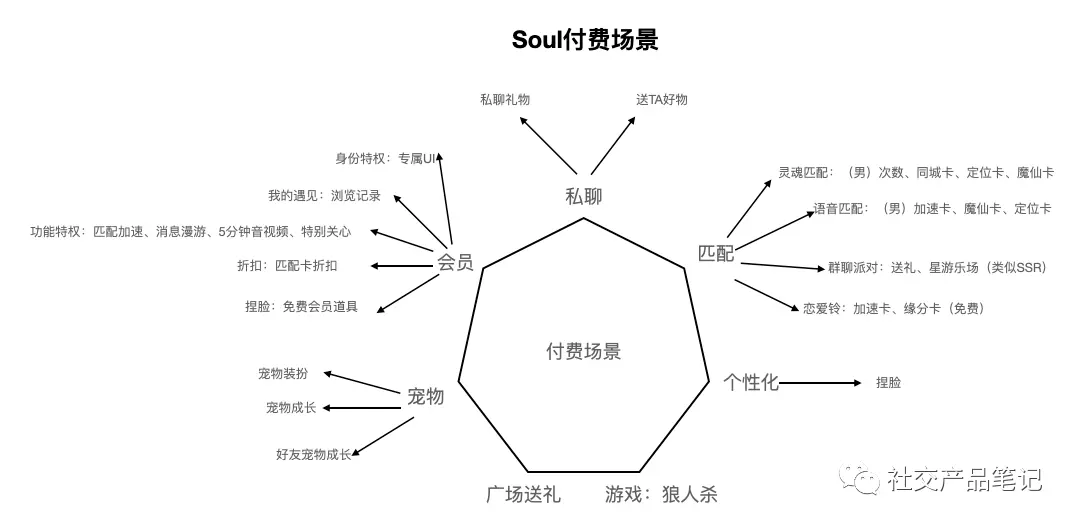 Soul付费场景
私聊礼物
送TA好物
私聊
身份特权：专属UI
我的遇见：浏览记录
功能特权：匹配加速、消息漫游、5分钟音视频、特别关心
折扣：匹配卡折扣
捏脸：免费会员道具
会员
灵魂匹配：（男）次数、同城卡、定位卡、魔仙卡
语音匹配：（男）加速卡、魔仙卡、定位卡
群聊派对：送礼、星游乐场（类似SSR）
恋爱铃：加速卡、缘分卡（免费）
匹配
付费场景
宠物装扮
宠物成长
好友宠物成长
宠物
个性化
捏脸
广场送礼
游戏：狼人杀
社交产品笔记